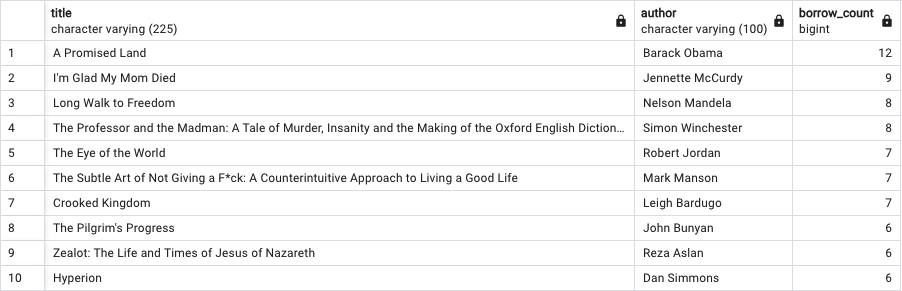 title author borrow_count
character varying (225) character varying (100) bigint
1 A Promised Land Barack Obama 12
2 I'm Glad My Mom Died Jennette McCurdy 9
3 Long Walk to Freedom Nelson Mandela 8
4 The Professor and the Madman: A Tale of Murder, Insanity and the Making of the Oxford English Diction... Simon Winchester 8
5 The Eye of the World Robert Jordan 7
6 The Subtle Art of Not Giving a F*ck: A Counterintuitive Approach to Living a Good Life Mark Manson 7
7 Crooked Kingdom Leigh Bardugo 7
8 The Pilgrim's Progress John Bunyan 6
9 Zealot: The Life and Times of Jesus of Nazareth Reza Aslan 6
10 Hyperion Dan Simmons 6